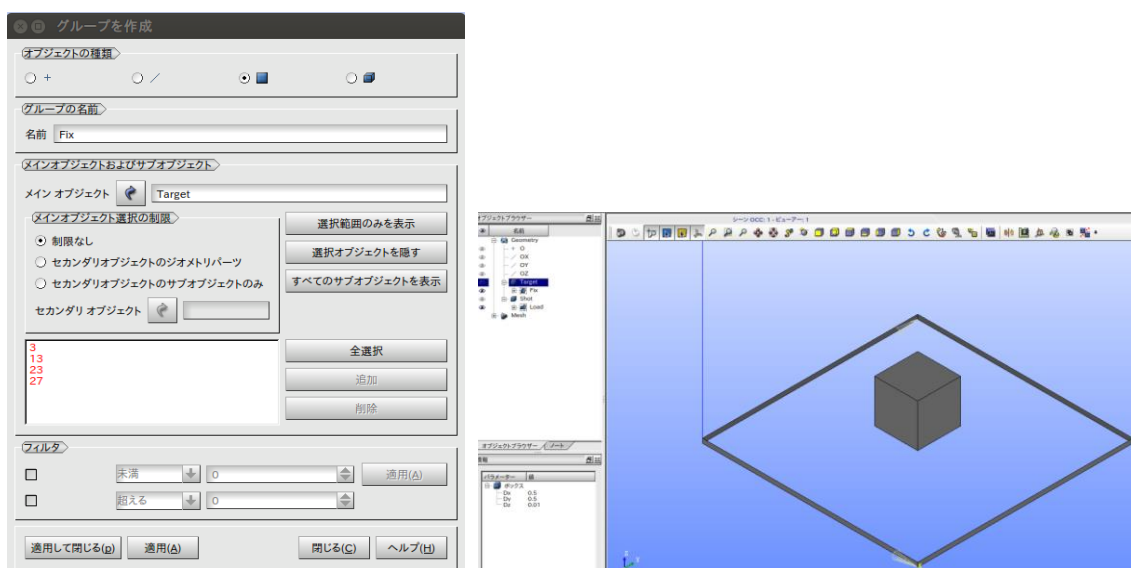 グループを作成
オブジェクトの種類
グループの名前
名前 Fix
メインオブジェクトおよびサブオブジェクト
メイン オブジェクト Target
メインオブジェクト選択の制限
制限なし
セカンダリオブジェクトのジオメトリパーツ
セカンダリオブジェクトのサブオブジェクトのみ
セカンダリ オブジェクト
選択範囲のみを表示
選択オブジェクトを隠す
すべてのサブオブジェクトを表示
3
13
23
27
全選択
追加
削除
フィルタ
未満 0 適用(A)
超える 0
適用して閉じる(p) 適用(A) 閉じる(C) ヘルプ(H)
オブジェクトブラウザー
名前
Geometry
O
OX
OY
OZ
Target
Fix
Shot
Load
Mesh
オブジェクトブラウザー ノート
情報
パラメーター 値
ボックス
Dx 0.5
Dy 0.5
Dz 0.01
シーン OCC: 1 - ビューアー: 1